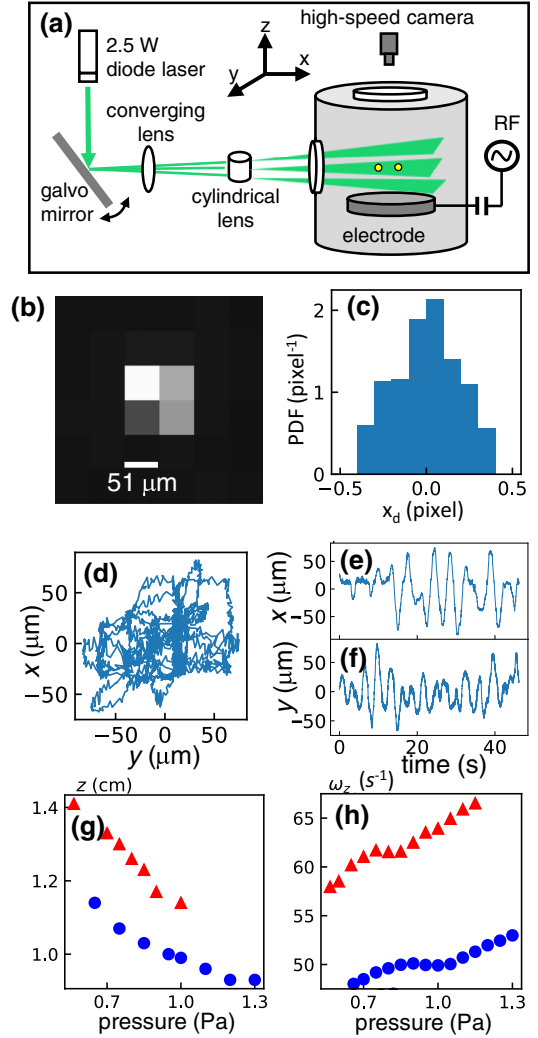 (a)
2.5 W
diode laser
high-speed camera
z
y
x
converging
lens
RF
galvo
mirror
cylindrical
lens
electrode
(b)
51 μm
(c)
PDF (pixel⁻¹)
2
1
0
−0.5
0.0
0.5
x_d (pixel)
(d)
x (μm)
50
0
−50
−50
0
50
y (μm)
(e)
x (μm)
50
0
−50
(f)
y (μm)
50
0
−50
0
20
40
time (s)
z (cm)
(g)
1.4
1.2
1.0
0.7
1.0
1.3
pressure (Pa)
ω_z (s⁻¹)
(h)
65
60
55
50
0.7
1.0
1.3
pressure (Pa)